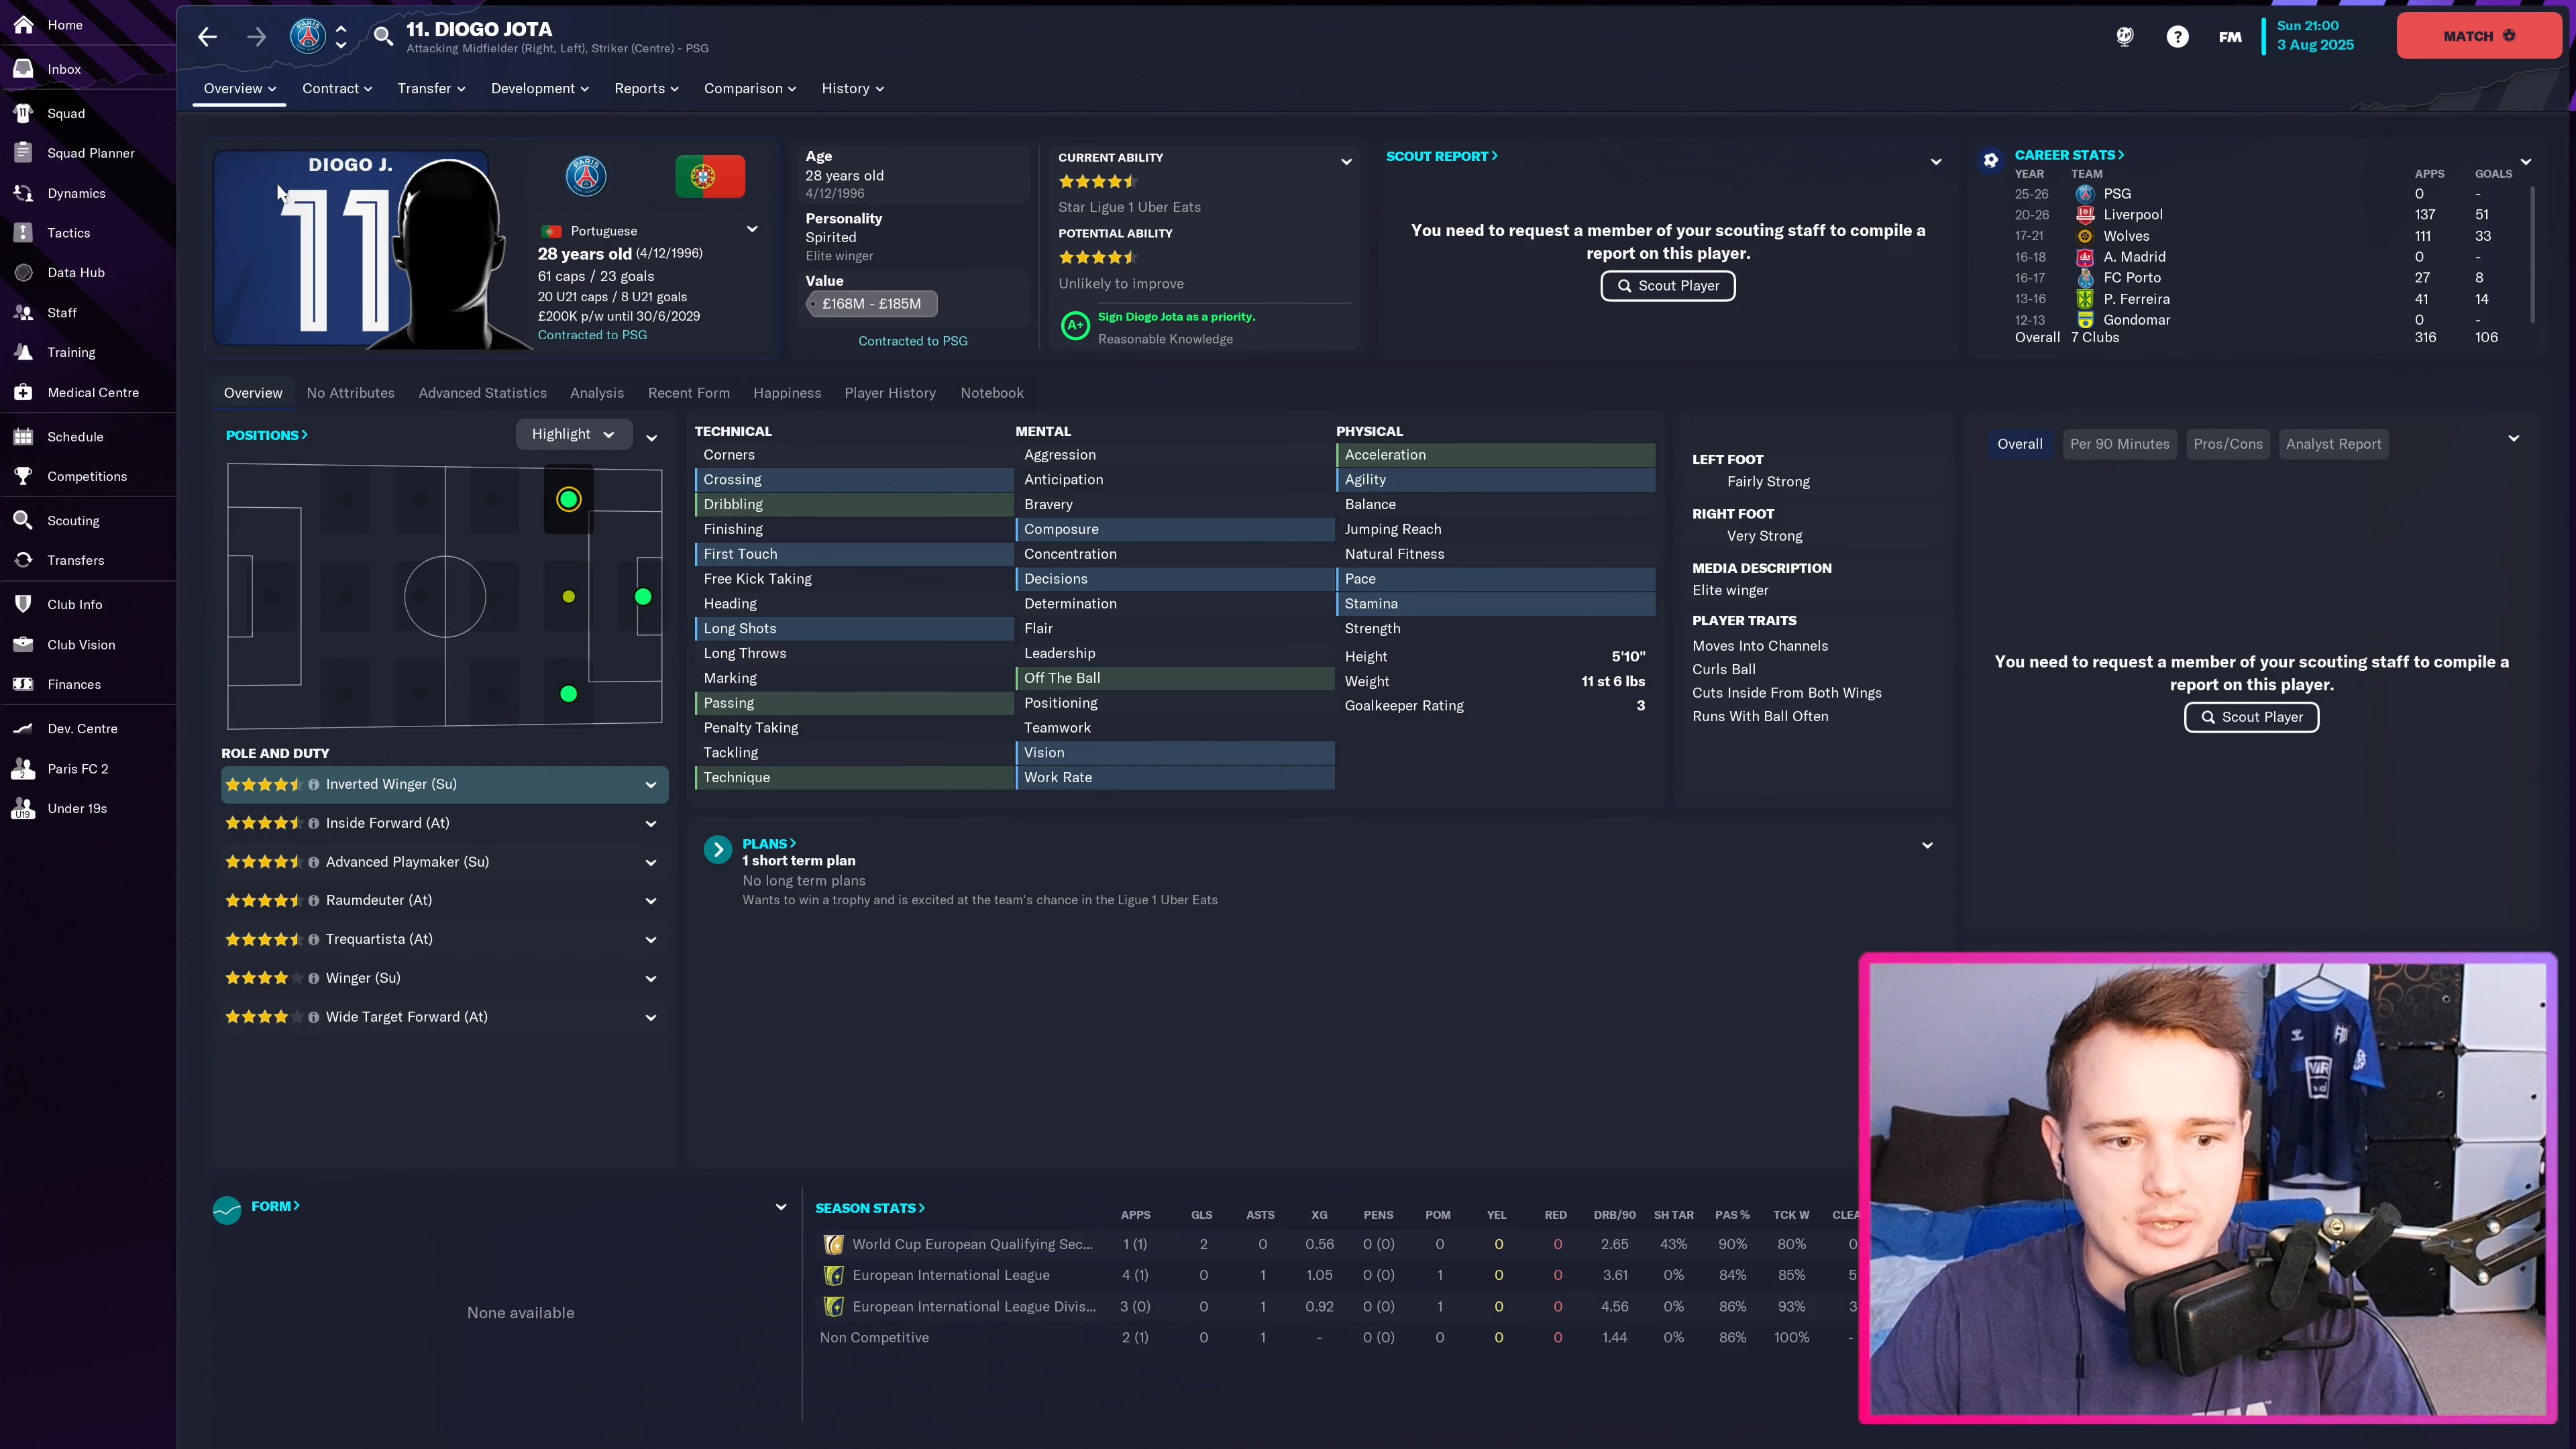 Home
Inbox
Squad
Squad Planner
Dynamics
Tactics
Data Hub
Staff
Training
Medical Centre
Schedule
Competitions
Scouting
Transfers
Club Info
Club Vision
Finances
Dev. Centre
2
Paris FC 2
U19
Under 19s
11. DIOGO JOTA
Attacking Midfielder (Right, Left), Striker (Centre) - PSG
FM
Sun 21:00
3 Aug 2025
MATCH
Overview
Contract
Transfer
Development
Reports
Comparison
History
DIOGO J.
11
PARIS
Portuguese
28 years old (4/12/1996)
61 caps / 23 goals
20 U21 caps / 8 U21 goals
£200K p/w until 30/6/2029
Contracted to PSG
Age
28 years old
4/12/1996
Personality
Spirited
Elite winger
Value
£168M - £185M
Contracted to PSG
CURRENT ABILITY
Star Ligue 1 Uber Eats
POTENTIAL ABILITY
Unlikely to improve
A+
Sign Diogo Jota as a priority.
Reasonable Knowledge
SCOUT REPORT
You need to request a member of your scouting staff to compile a
report on this player.
Scout Player
CAREER STATS
YEAR TEAM APPS GOALS
25-26 PSG 0 -
20-26 Liverpool 137 51
17-21 Wolves 111 33
16-18 A. Madrid 0 -
16-17 FC Porto 27 8
13-16 P. Ferreira 41 14
12-13 Gondomar 0 -
Overall 7 Clubs 316 106
Overview
No Attributes
Advanced Statistics
Analysis
Recent Form
Happiness
Player History
Notebook
POSITIONS
Highlight
ROLE AND DUTY
Inverted Winger (Su)
Inside Forward (At)
Advanced Playmaker (Su)
Raumdeuter (At)
Trequartista (At)
Winger (Su)
Wide Target Forward (At)
TECHNICAL
Corners
Crossing
Dribbling
Finishing
First Touch
Free Kick Taking
Heading
Long Shots
Long Throws
Marking
Passing
Penalty Taking
Tackling
Technique
MENTAL
Aggression
Anticipation
Bravery
Composure
Concentration
Decisions
Determination
Flair
Leadership
Off The Ball
Positioning
Teamwork
Vision
Work Rate
PHYSICAL
Acceleration
Agility
Balance
Jumping Reach
Natural Fitness
Pace
Stamina
Strength
Height 5'10"
Weight 11 st 6 lbs
Goalkeeper Rating 3
LEFT FOOT
Fairly Strong
RIGHT FOOT
Very Strong
MEDIA DESCRIPTION
Elite winger
PLAYER TRAITS
Moves Into Channels
Curls Ball
Cuts Inside From Both Wings
Runs With Ball Often
Overall
Per 90 Minutes
Pros/Cons
Analyst Report
You need to request a member of your scouting staff to compile a
report on this player.
Scout Player
PLANS
1 short term plan
No long term plans
Wants to win a trophy and is excited at the team's chance in the Ligue 1 Uber Eats
FORM
None available
SEASON STATS APPS GLS ASTS XG PENS POM YEL RED DRB/90 SH TAR PAS % TCK W CLEA
World Cup European Qualifying Sec... 1 (1) 2 0 0.56 0 (0) 0 0 0 2.65 43% 90% 80% 0
European International League 4 (1) 0 1 1.05 0 (0) 1 0 0 3.61 0% 84% 85% 5
European International League Divis... 3 (0) 0 1 0.92 0 (0) 1 0 0 4.56 0% 86% 93% 3
Non Competitive 2 (1) 0 1 - 0 (0) 0 0 0 1.44 0% 86% 100% -